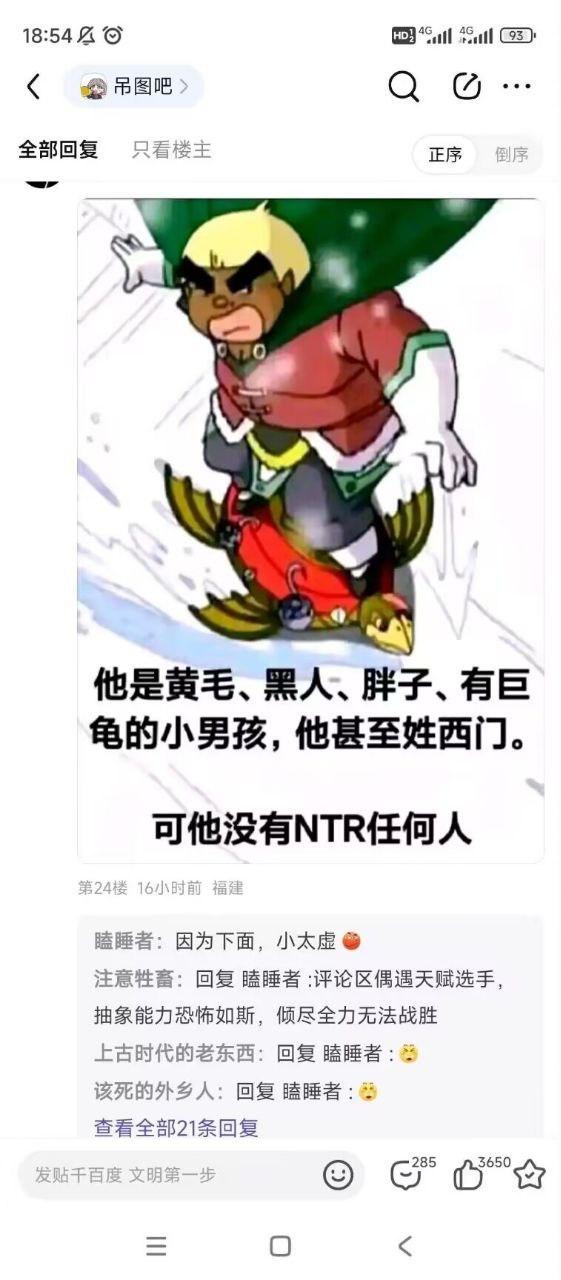 18:54 HD 1 2 4G 4G 93
吊图吧
全部回复 只看楼主 正序 倒序
他是黄毛、黑人、胖子、有巨
龟的小男孩，他甚至姓西门。
可他没有NTR任何人
第24楼 16小时前 福建
瞌睡者：因为下面，小太虚
注意牲畜：回复 瞌睡者 :评论区偶遇天赋选手，
抽象能力恐怖如斯，倾尽全力无法战胜
上古时代的老东西：回复 瞌睡者 :
该死的外乡人：回复 瞌睡者 :
查看全部21条回复
发贴千百度 文明第一步 285 3650